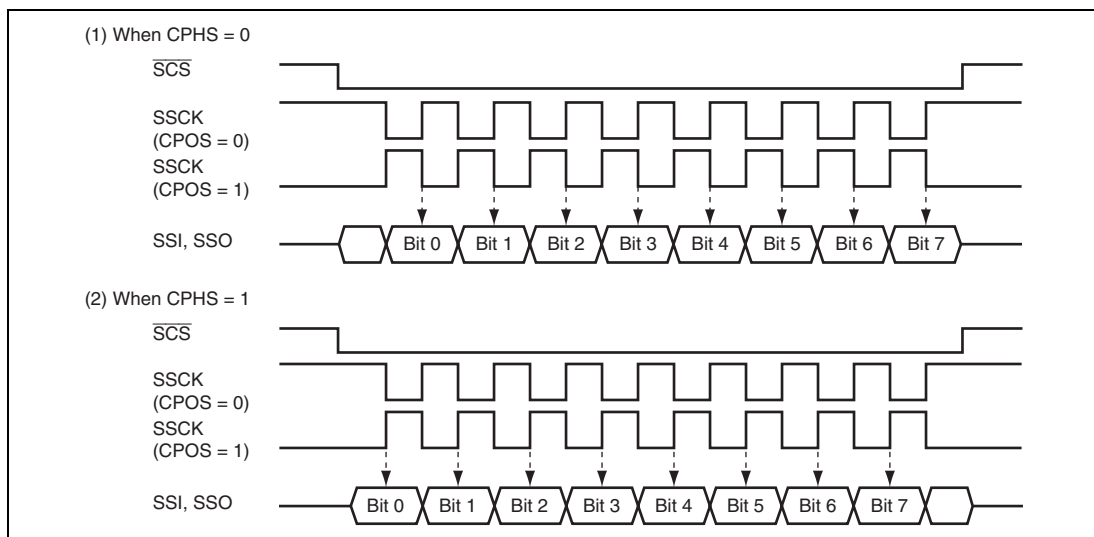 (1) When CPHS = 0
SCS
SSCK
(CPOS = 0)
SSCK
(CPOS = 1)
SSI, SSO
Bit 0 Bit 1 Bit 2 Bit 3 Bit 4 Bit 5 Bit 6 Bit 7
(2) When CPHS = 1
SCS
SSCK
(CPOS = 0)
SSCK
(CPOS = 1)
SSI, SSO
Bit 0 Bit 1 Bit 2 Bit 3 Bit 4 Bit 5 Bit 6 Bit 7